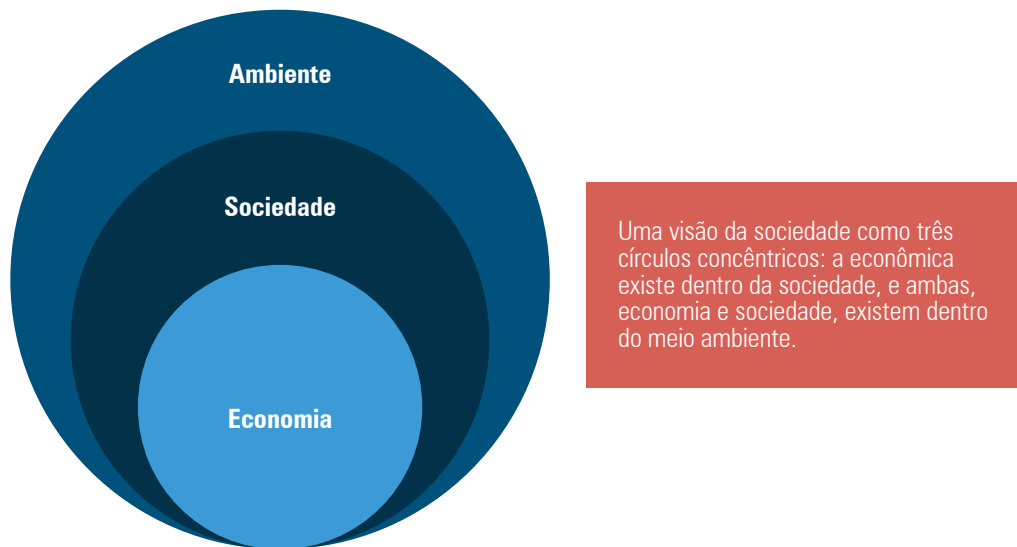 Ambiente
Sociedade
Economia
Uma visão da sociedade como três
círculos concêntricos: a econômica
existe dentro da sociedade, e ambas,
economia e sociedade, existem dentro
do meio ambiente.